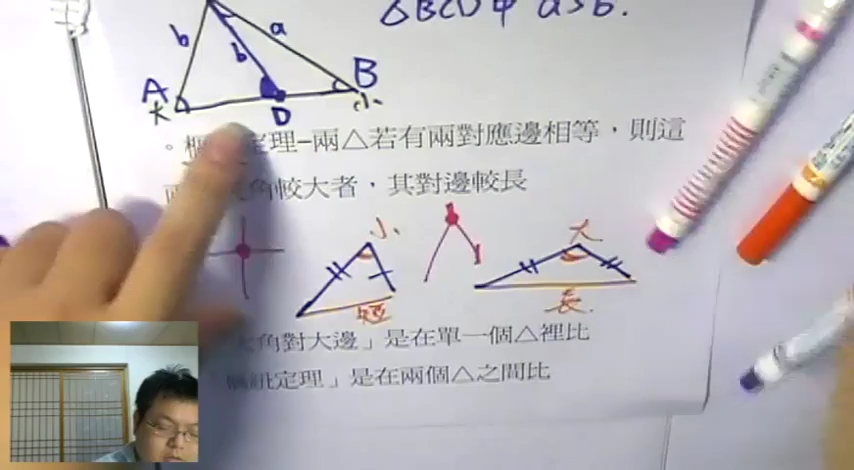 △BCD中 a>b.
b
b
a
A
B
大
小
D
定理-兩△若有兩對應邊相等，則這
角較大者，其對邊較長
小
大
短
長
角對大邊」是在單一個△裡比
樞紐定理」是在兩個△之間比